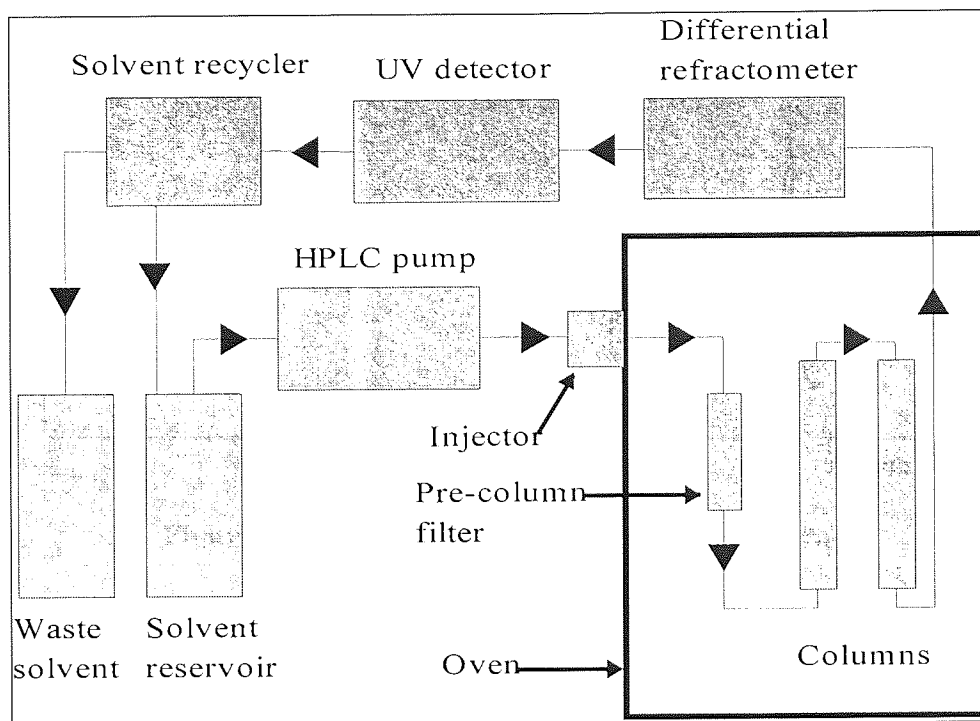 Differential
refractometer
Solvent recycler
UV detector
HPLC pump
Injector
Pre-column
filter
Waste
solvent
Solvent
reservoir
Oven
Columns